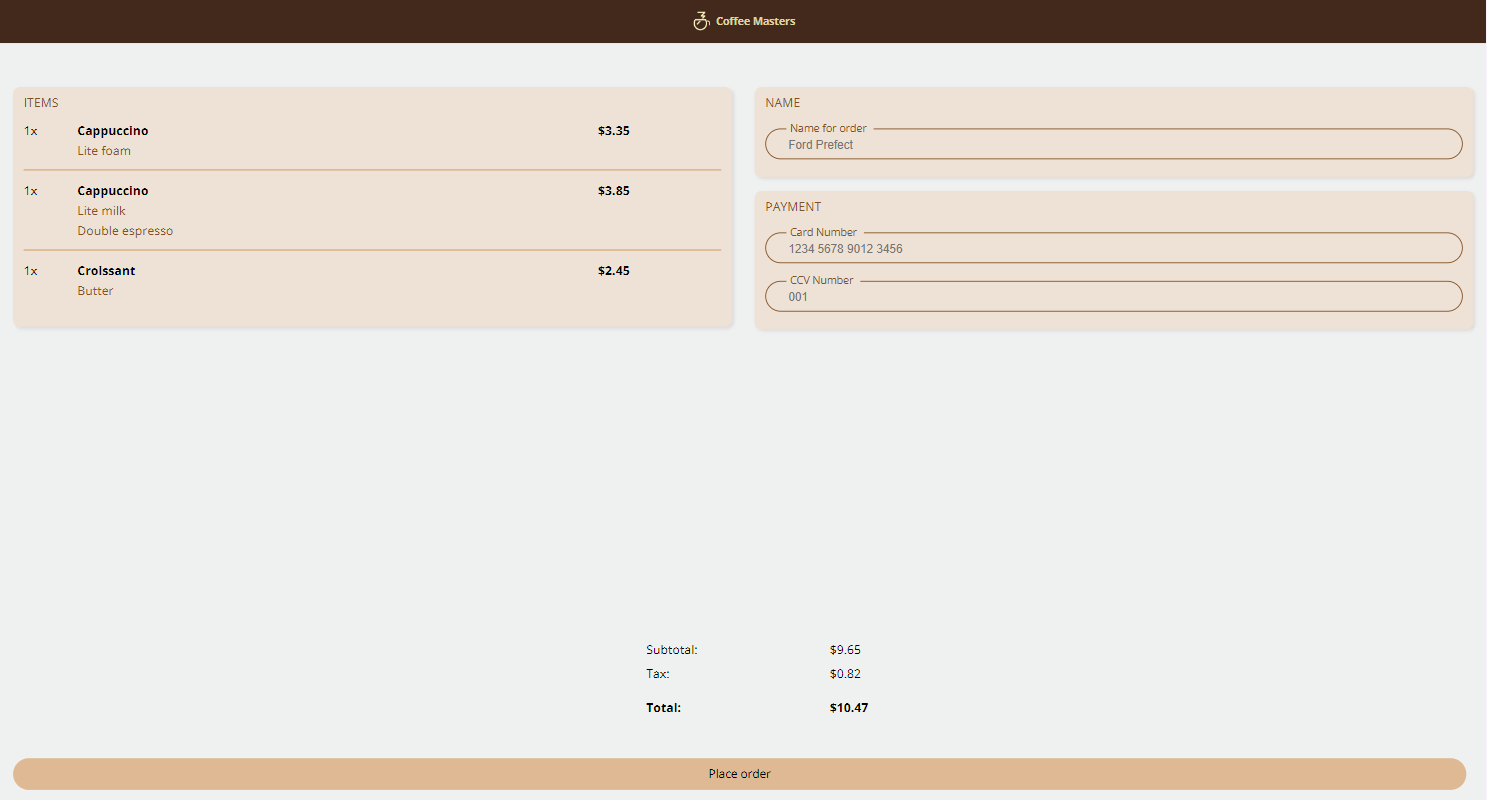 Coffee Masters
ITEMS
1x Cappuccino $3.35
Lite foam
1x Cappuccino $3.85
Lite milk
Double espresso
1x Croissant $2.45
Butter
NAME
Name for order
Ford Prefect
PAYMENT
Card Number
1234 5678 9012 3456
CCV Number
001
Subtotal: $9.65
Tax: $0.82
Total: $10.47
Place order